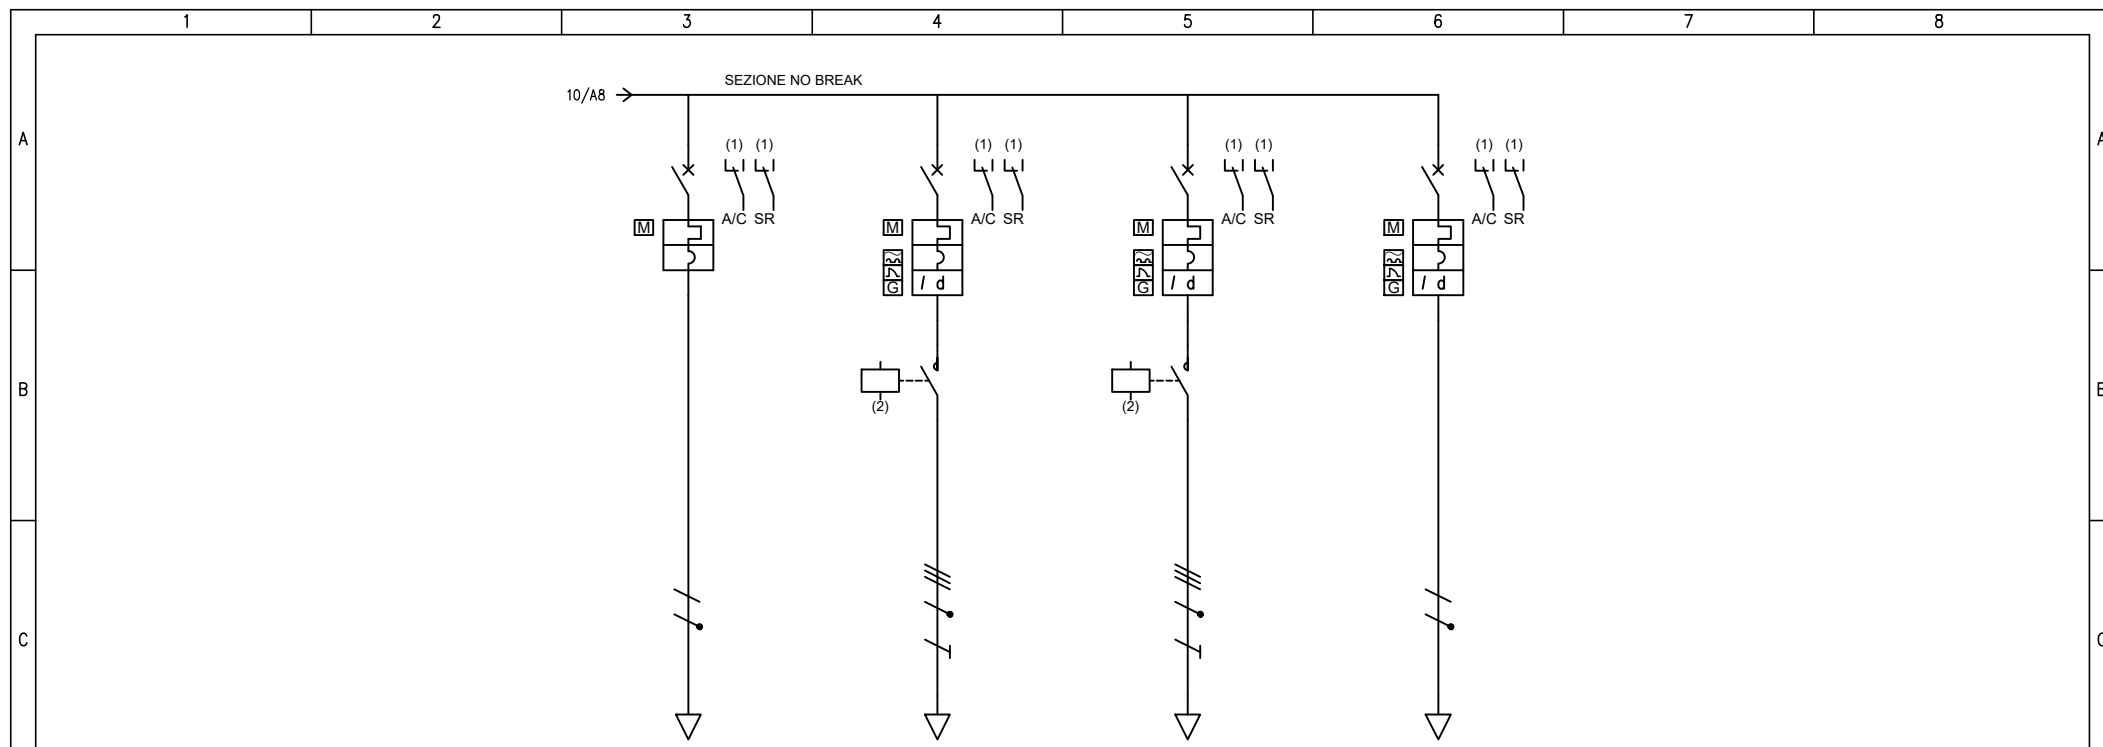 1 2 3 4 5 6 7 8
SEZIONE NO BREAK
10/A8
A A
(1) (1) (1) (1) (1) (1) (1) (1)
A/C SR A/C SR A/C SR A/C SR
M M M M
I d I d I d
G G G
B B
(2) (2)
C C